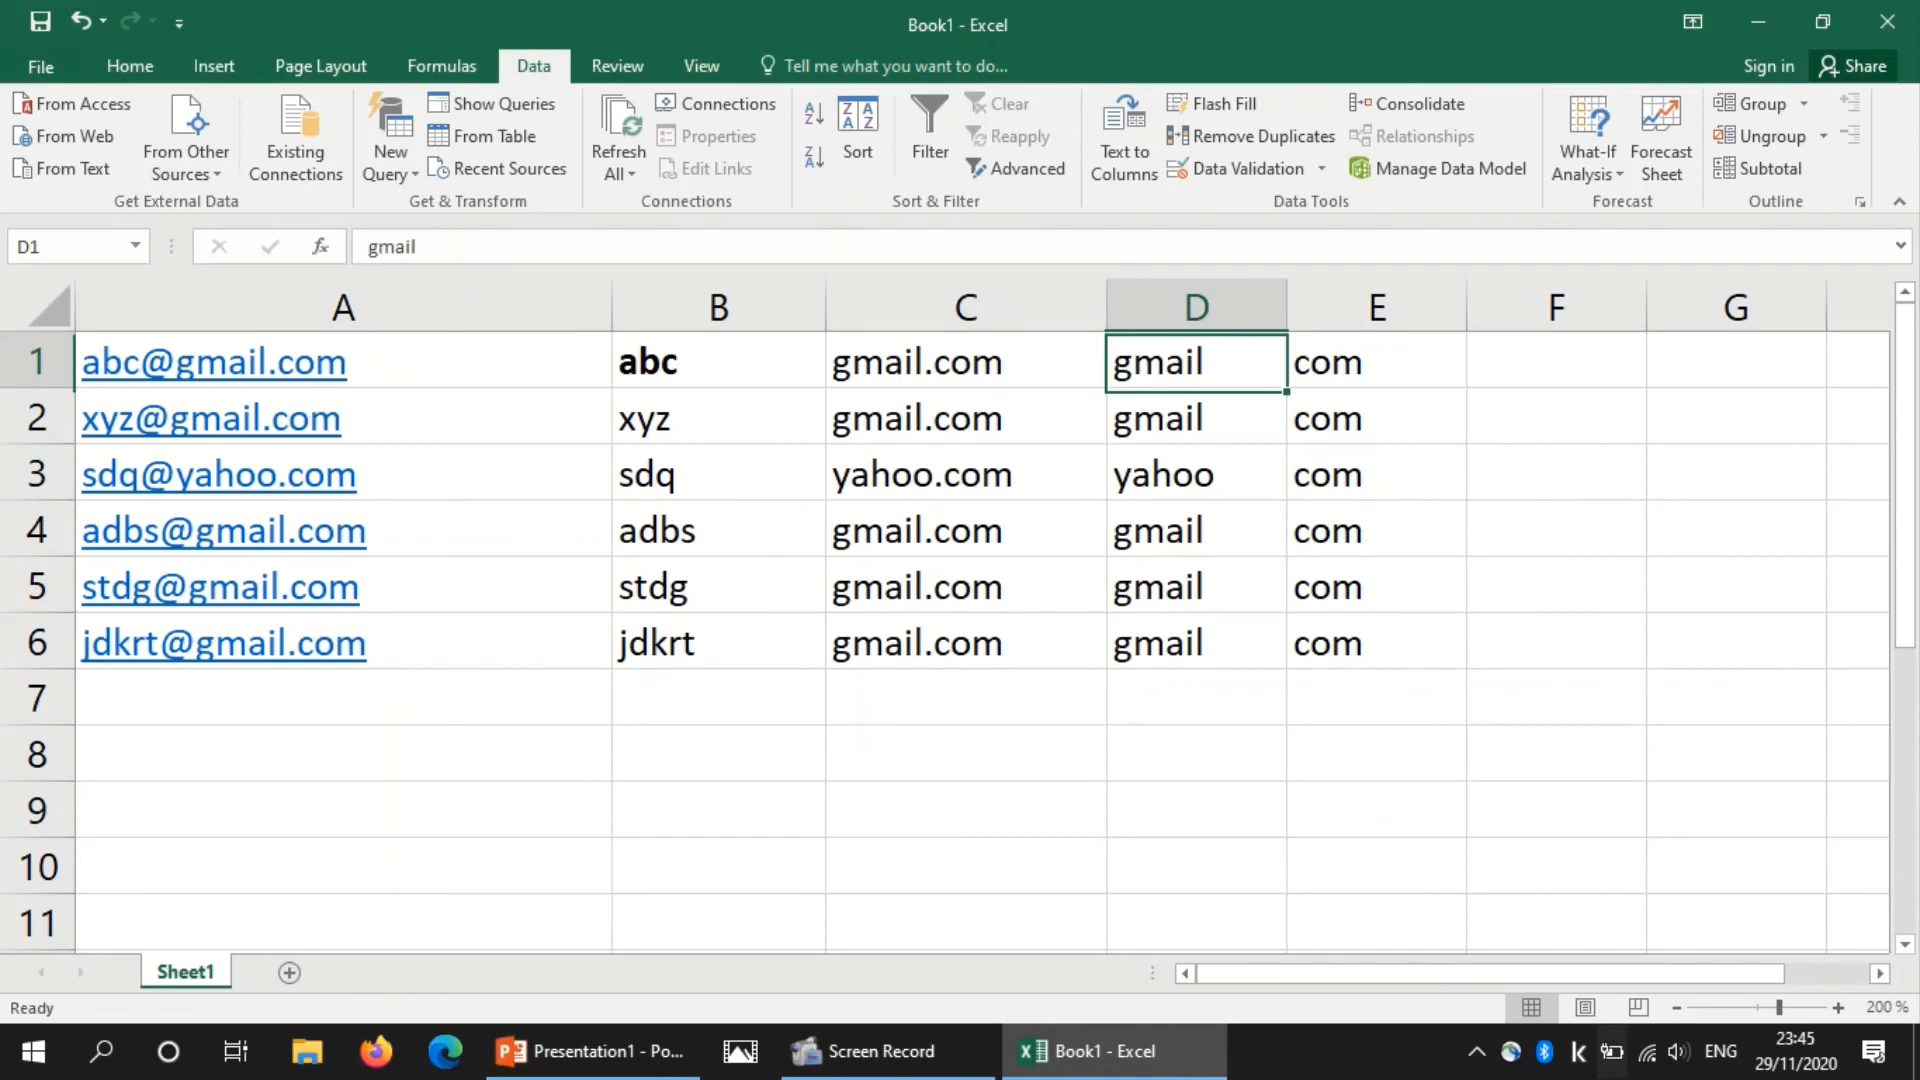 Book1 - Excel
File Home Insert Page Layout Formulas Data Review View Tell me what you want to do... Sign in Share
From Access
From Web
From Text
From Other Sources
Existing Connections
Get External Data
New Query
Show Queries
From Table
Recent Sources
Get & Transform
Refresh All
Connections
Properties
Edit Links
Connections
Sort
Filter
Clear
Reapply
Advanced
Sort & Filter
Text to Columns
Flash Fill
Remove Duplicates
Data Validation
Consolidate
Relationships
Manage Data Model
Data Tools
What-If Analysis
Forecast Sheet
Forecast
Group
Ungroup
Subtotal
Outline
D1 fx gmail
A B C D E F G
1 abc@gmail.com abc gmail.com gmail com
2 xyz@gmail.com xyz gmail.com gmail com
3 sdq@yahoo.com sdq yahoo.com yahoo com
4 adbs@gmail.com adbs gmail.com gmail com
5 stdg@gmail.com stdg gmail.com gmail com
6 jdkrt@gmail.com jdkrt gmail.com gmail com
7
8
9
10
11
Sheet1
Ready 200 %
Presentation1 - Po... Screen Record Book1 - Excel ENG 23:45
29/11/2020